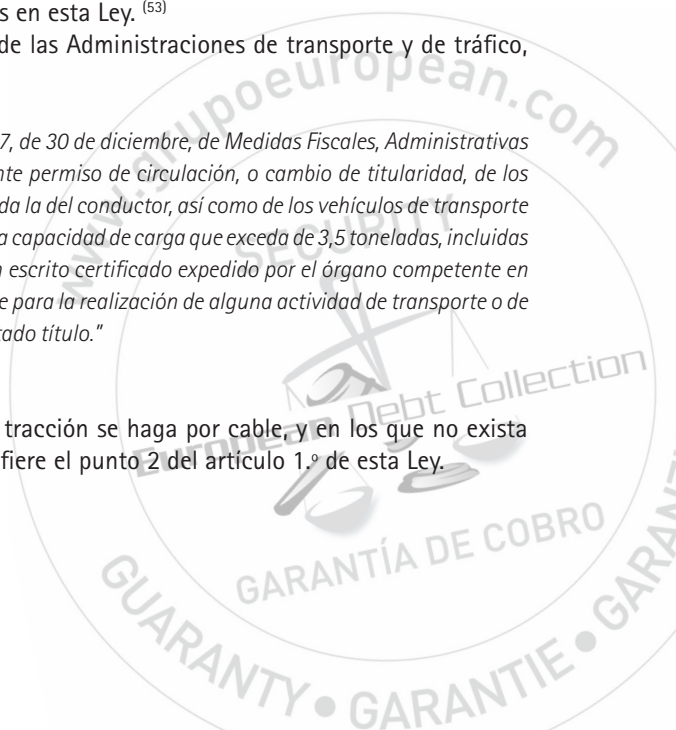 s en esta Ley. (53)
de las Administraciones de transporte y de tráfico,
7, de 30 de diciembre, de Medidas Fiscales, Administrativas
nte permiso de circulación, o cambio de titularidad, de los
da la del conductor, así como de los vehículos de transporte
a capacidad de carga que exceda de 3,5 toneladas, incluidas
n escrito certificado expedido por el órgano competente en
e para la realización de alguna actividad de transporte o de
tado título."
tracción se haga por cable, y en los que no exista
fiere el punto 2 del artículo 1.º de esta Ley.
www.grupoeuropean.com
SECURITY
European Debt Collection
GARANTÍA DE COBRO
GUARANTY • GARANTIE •